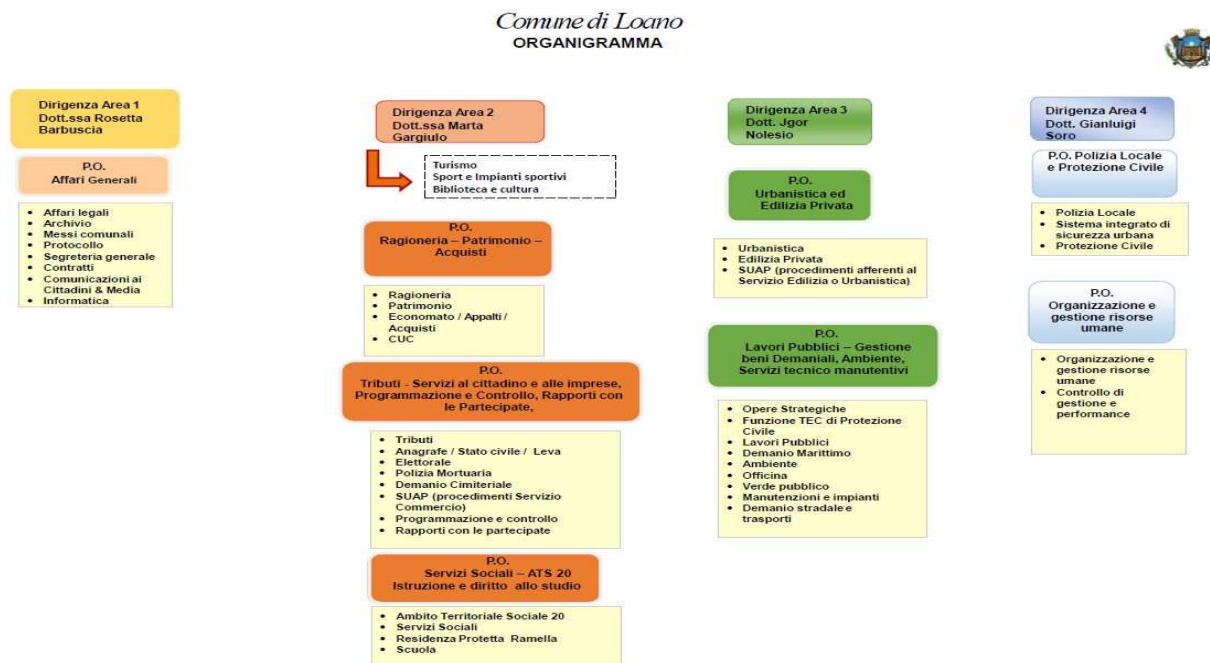 Comune di Loano
ORGANIGRAMMA
Dirigenza Area 1
Dott.ssa Rosetta
Barbuscia
P.O.
Affari Generali
• Affari legali
• Archivio
• Messi comunali
• Protocollo
• Segreteria generale
• Contratti
• Comunicazioni ai
Cittadini & Media
• Informatica
Dirigenza Area 2
Dott.ssa Marta
Gargiulo
Turismo
Sport e Impianti sportivi
Biblioteca e cultura
P.O.
Ragioneria – Patrimonio –
Acquisti
• Ragioneria
• Patrimonio
• Economato / Appalti /
Acquisti
• CUC
P.O.
Tributi - Servizi al cittadino e alle imprese,
Programmazione e Controllo, Rapporti con
le Partecipate,
• Tributi
• Anagrafe / Stato civile / Leva
• Elettorale
• Polizia Mortuaria
• Demanio Cimiteriale
• SUAP (procedimenti Servizio
Commercio)
• Programmazione e controllo
• Rapporti con le partecipate
P.O.
Servizi Sociali – ATS 20
Istruzione e diritto allo studio
• Ambito Territoriale Sociale 20
• Servizi Sociali
• Residenza Protetta Ramella
• Scuola
Dirigenza Area 3
Dott. Jgor
Nolesio
P.O.
Urbanistica ed
Edilizia Privata
• Urbanistica
• Edilizia Privata
• SUAP (procedimenti afferenti al
Servizio Edilizia o Urbanistica)
P.O.
Lavori Pubblici – Gestione
beni Demaniali, Ambiente,
Servizi tecnico manutentivi
• Opere Strategiche
• Funzione TEC di Protezione
Civile
• Lavori Pubblici
• Demanio Marittimo
• Ambiente
• Officina
• Verde pubblico
• Manutenzioni e impianti
• Demanio stradale e
trasporti
Dirigenza Area 4
Dott. Gianluigi
Soro
P.O. Polizia Locale
e Protezione Civile
• Polizia Locale
• Sistema integrato di
sicurezza urbana
• Protezione Civile
P.O.
Organizzazione e
gestione risorse
umane
• Organizzazione e
gestione risorse
umane
• Controllo di
gestione e
performance